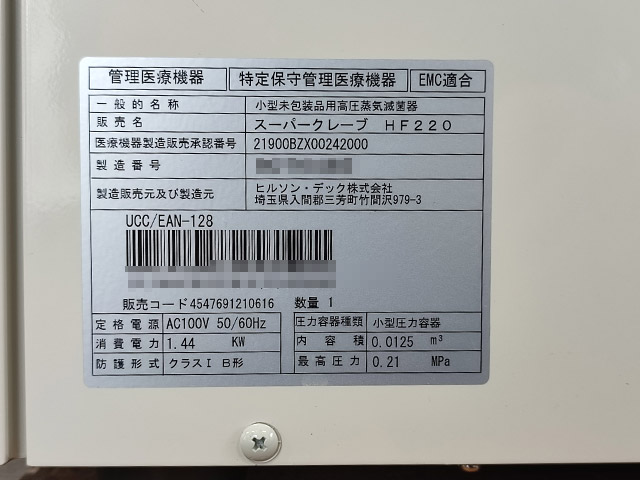 管理医療機器 特定保守管理医療機器 EMC適合
一般的名称 小型未包装品用高圧蒸気滅菌器
販売名 スーパークレーブ HF220
医療機器製造販売承認番号 21900BZX00242000
製造番号
製造販売元及び製造元 ヒルソン・デック株式会社
埼玉県入間郡三芳町竹間沢979-3
UCC/EAN-128
販売コード4547691210616 数量 1
定格電源 AC100V 50/60Hz 圧力容器種類 小型圧力容器
消費電力 1.44 KW 内容積 0.0125 m³
防護形式 クラスI B形 最高圧力 0.21 MPa